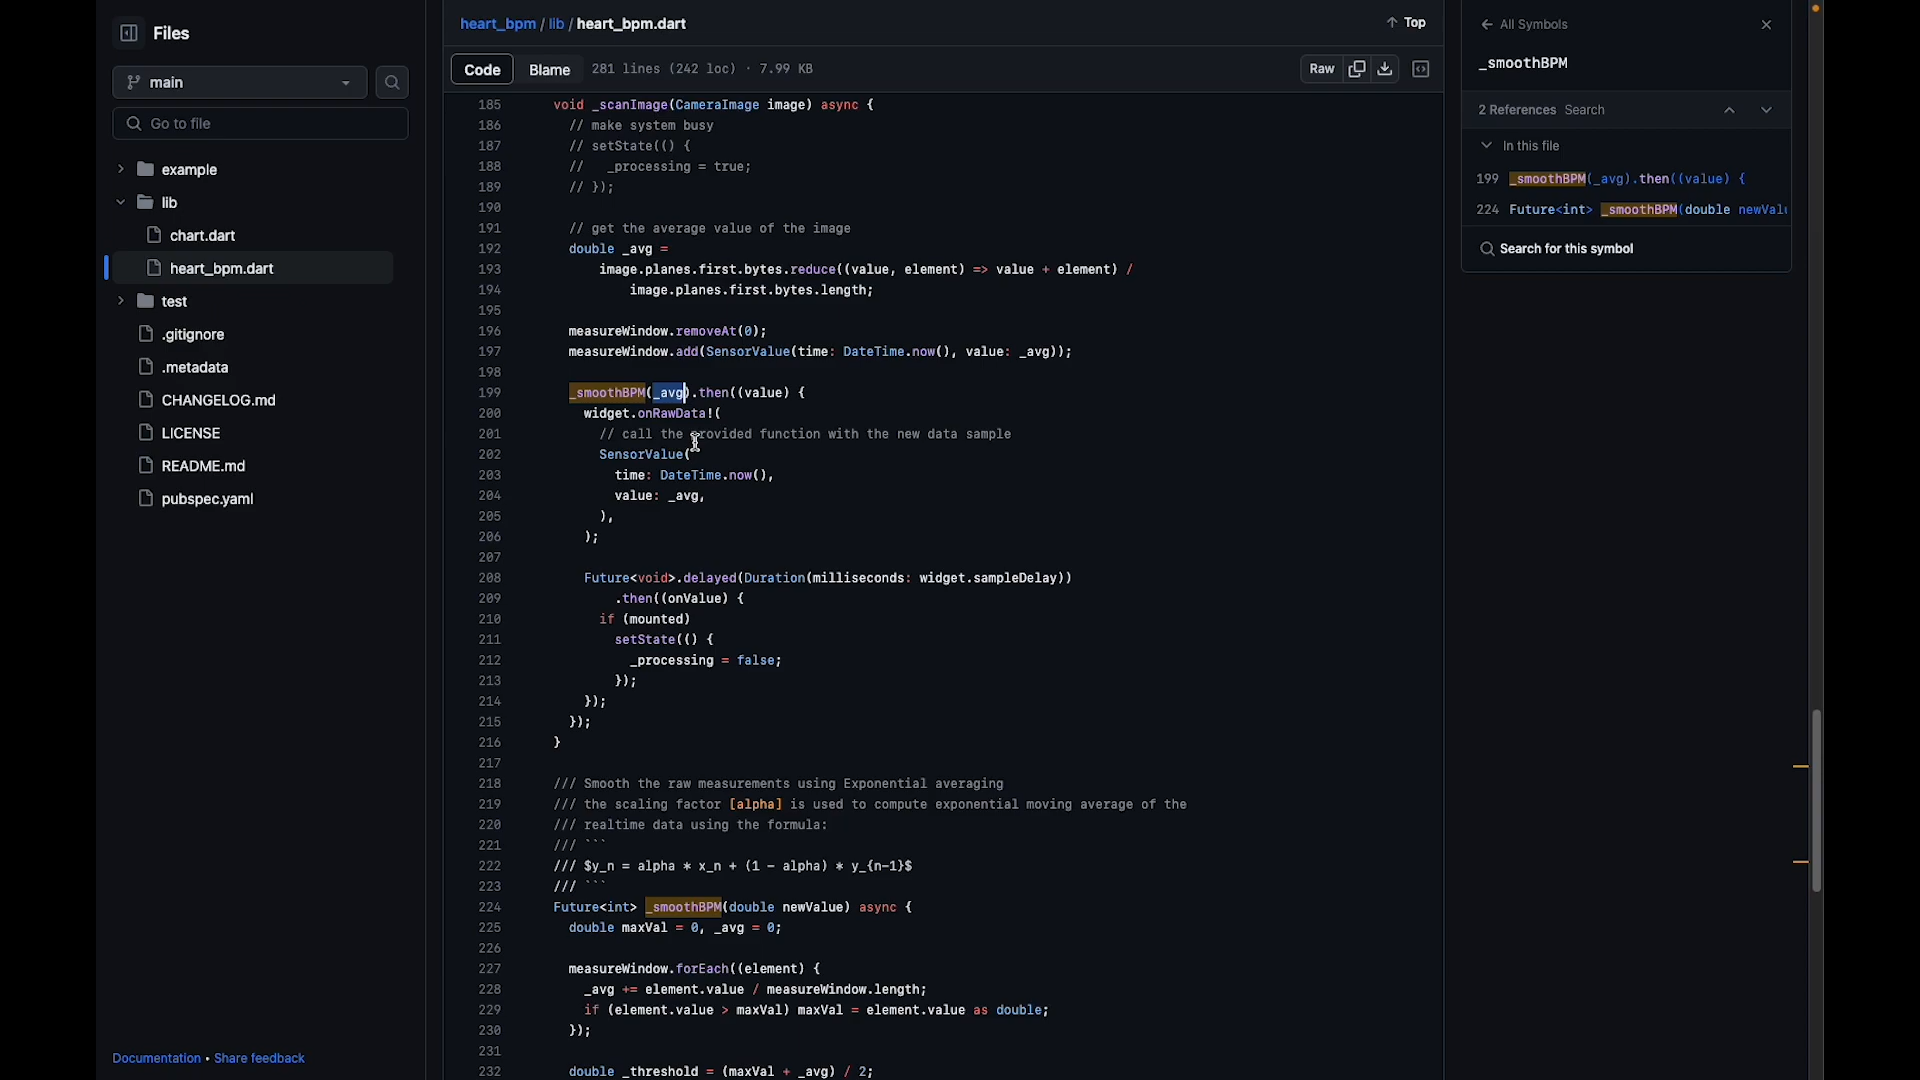 Files
main
Go to file
example
lib
chart.dart
heart_bpm.dart
test
.gitignore
.metadata
CHANGELOG.md
LICENSE
README.md
pubspec.yaml
Documentation • Share feedback
heart_bpm / lib / heart_bpm.dart
Top
Code Blame 281 lines (242 loc) · 7.99 KB Raw
185 void _scanImage(CameraImage image) async {
186 // make system busy
187 // setState(() {
188 //   _processing = true;
189 // });
190
191 // get the average value of the image
192 double _avg =
193 image.planes.first.bytes.reduce((value, element) => value + element) /
194 image.planes.first.bytes.length;
195
196 measureWindow.removeAt(0);
197 measureWindow.add(SensorValue(time: DateTime.now(), value: _avg));
198
199 _smoothBPM(_avg).then((value) {
200 widget.onRawData!(
201 // call the provided function with the new data sample
202 SensorValue(
203 time: DateTime.now(),
204 value: _avg,
205 ),
206 );
207
208 Future<void>.delayed(Duration(milliseconds: widget.sampleDelay))
209 .then((onValue) {
210 if (mounted)
211 setState(() {
212 _processing = false;
213 });
214 });
215 });
216 }
217
218 /// Smooth the raw measurements using Exponential averaging
219 /// the scaling factor [alpha] is used to compute exponential moving average of the
220 /// realtime data using the formula:
221 /// ```
222 /// $y_n = alpha * x_n + (1 - alpha) * y_{n-1}$
223 /// ```
224 Future<int> _smoothBPM(double newValue) async {
225 double maxVal = 0, _avg = 0;
226
227 measureWindow.forEach((element) {
228 _avg += element.value / measureWindow.length;
229 if (element.value > maxVal) maxVal = element.value as double;
230 });
231
232 double _threshold = (maxVal + _avg) / 2;
All Symbols
_smoothBPM
2 References Search
In this file
199 _smoothBPM(_avg).then((value) {
224 Future<int> _smoothBPM(double newValu
Search for this symbol